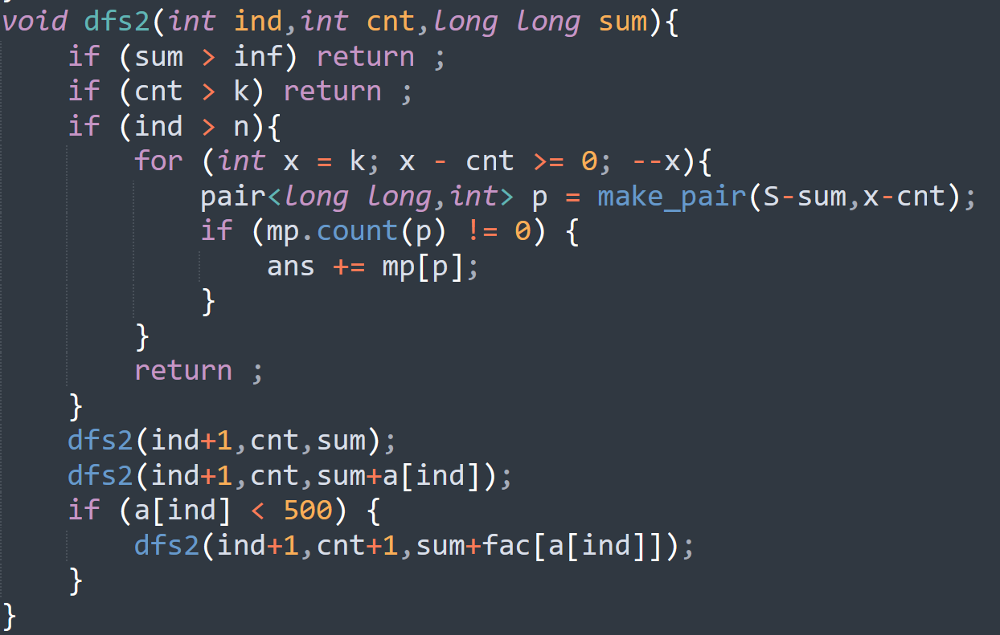 void dfs2(int ind,int cnt,long long sum){
    if (sum > inf) return ;
    if (cnt > k) return ;
    if (ind > n){
        for (int x = k; x - cnt >= 0; --x){
            pair<long long,int> p = make_pair(S-sum,x-cnt);
            if (mp.count(p) != 0) {
                ans += mp[p];
            }
        }
        return ;
    }
    dfs2(ind+1,cnt,sum);
    dfs2(ind+1,cnt,sum+a[ind]);
    if (a[ind] < 500) {
        dfs2(ind+1,cnt+1,sum+fac[a[ind]]);
    }
}